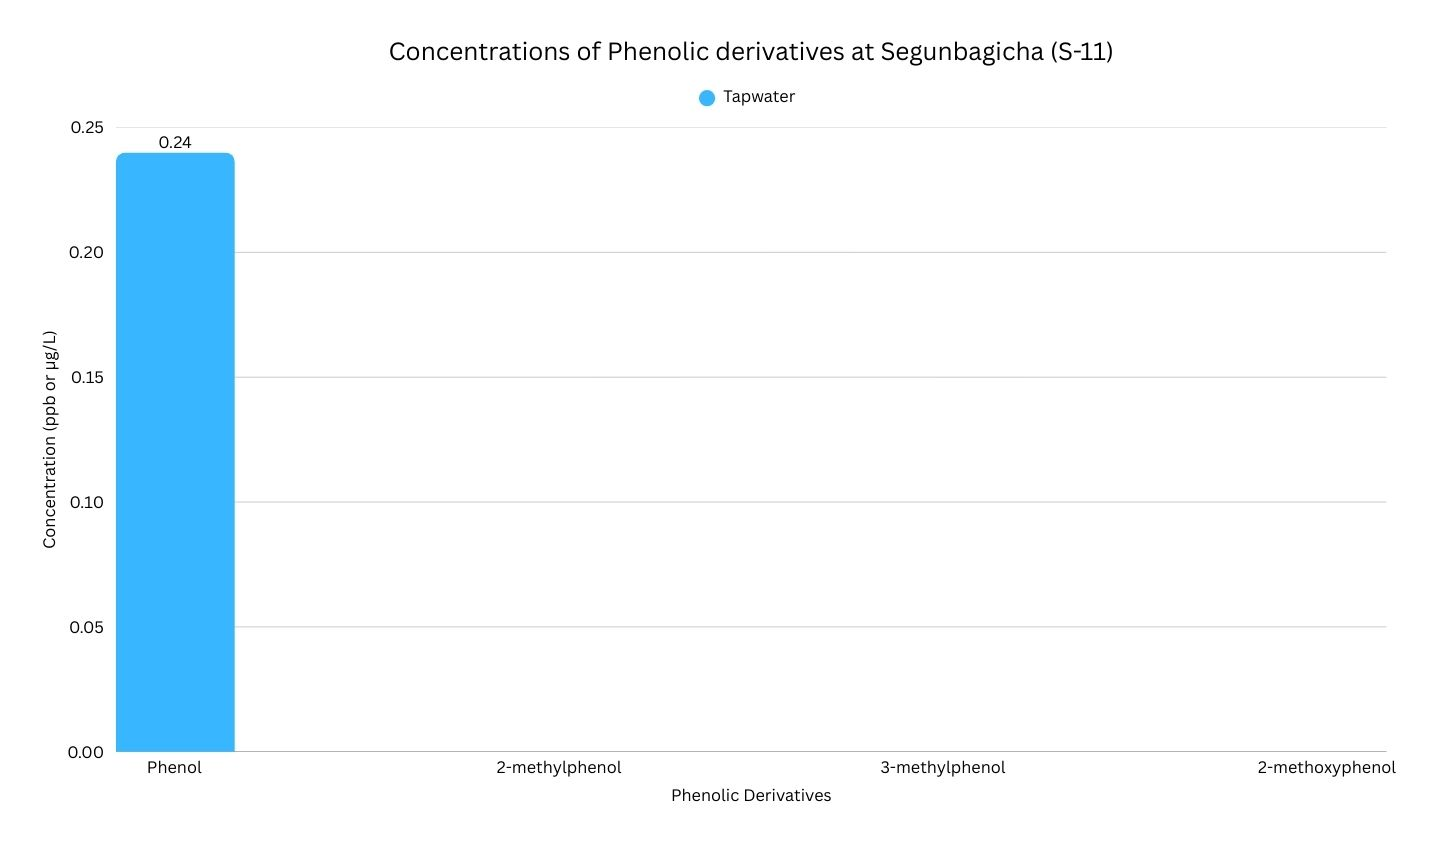 Concentrations of Phenolic derivatives at Segunbagicha (S-11)
Tapwater
0.25
0.24
0.20
0.15
0.10
0.05
0.00
Concentration (ppb or µg/L)
Phenol 2-methylphenol 3-methylphenol 2-methoxyphenol
Phenolic Derivatives